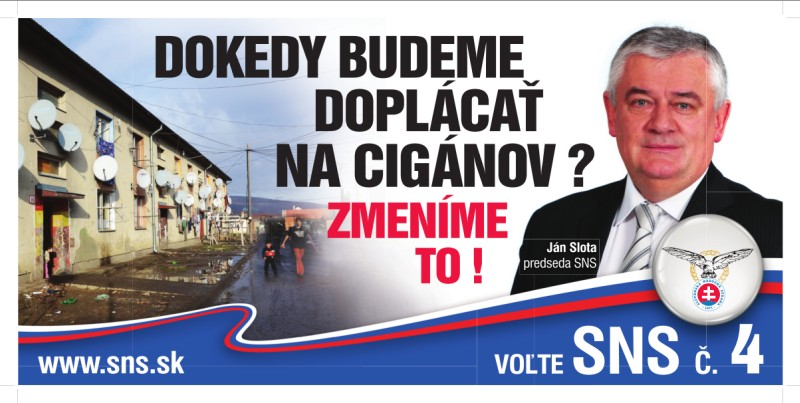 DOKEDY BUDEME
DOPLÁCAŤ
NA CIGÁNOV ?
ZMENÍME
TO !
Ján Slota
predseda SNS
www.sns.sk
VOĽTE SNS Č. 4